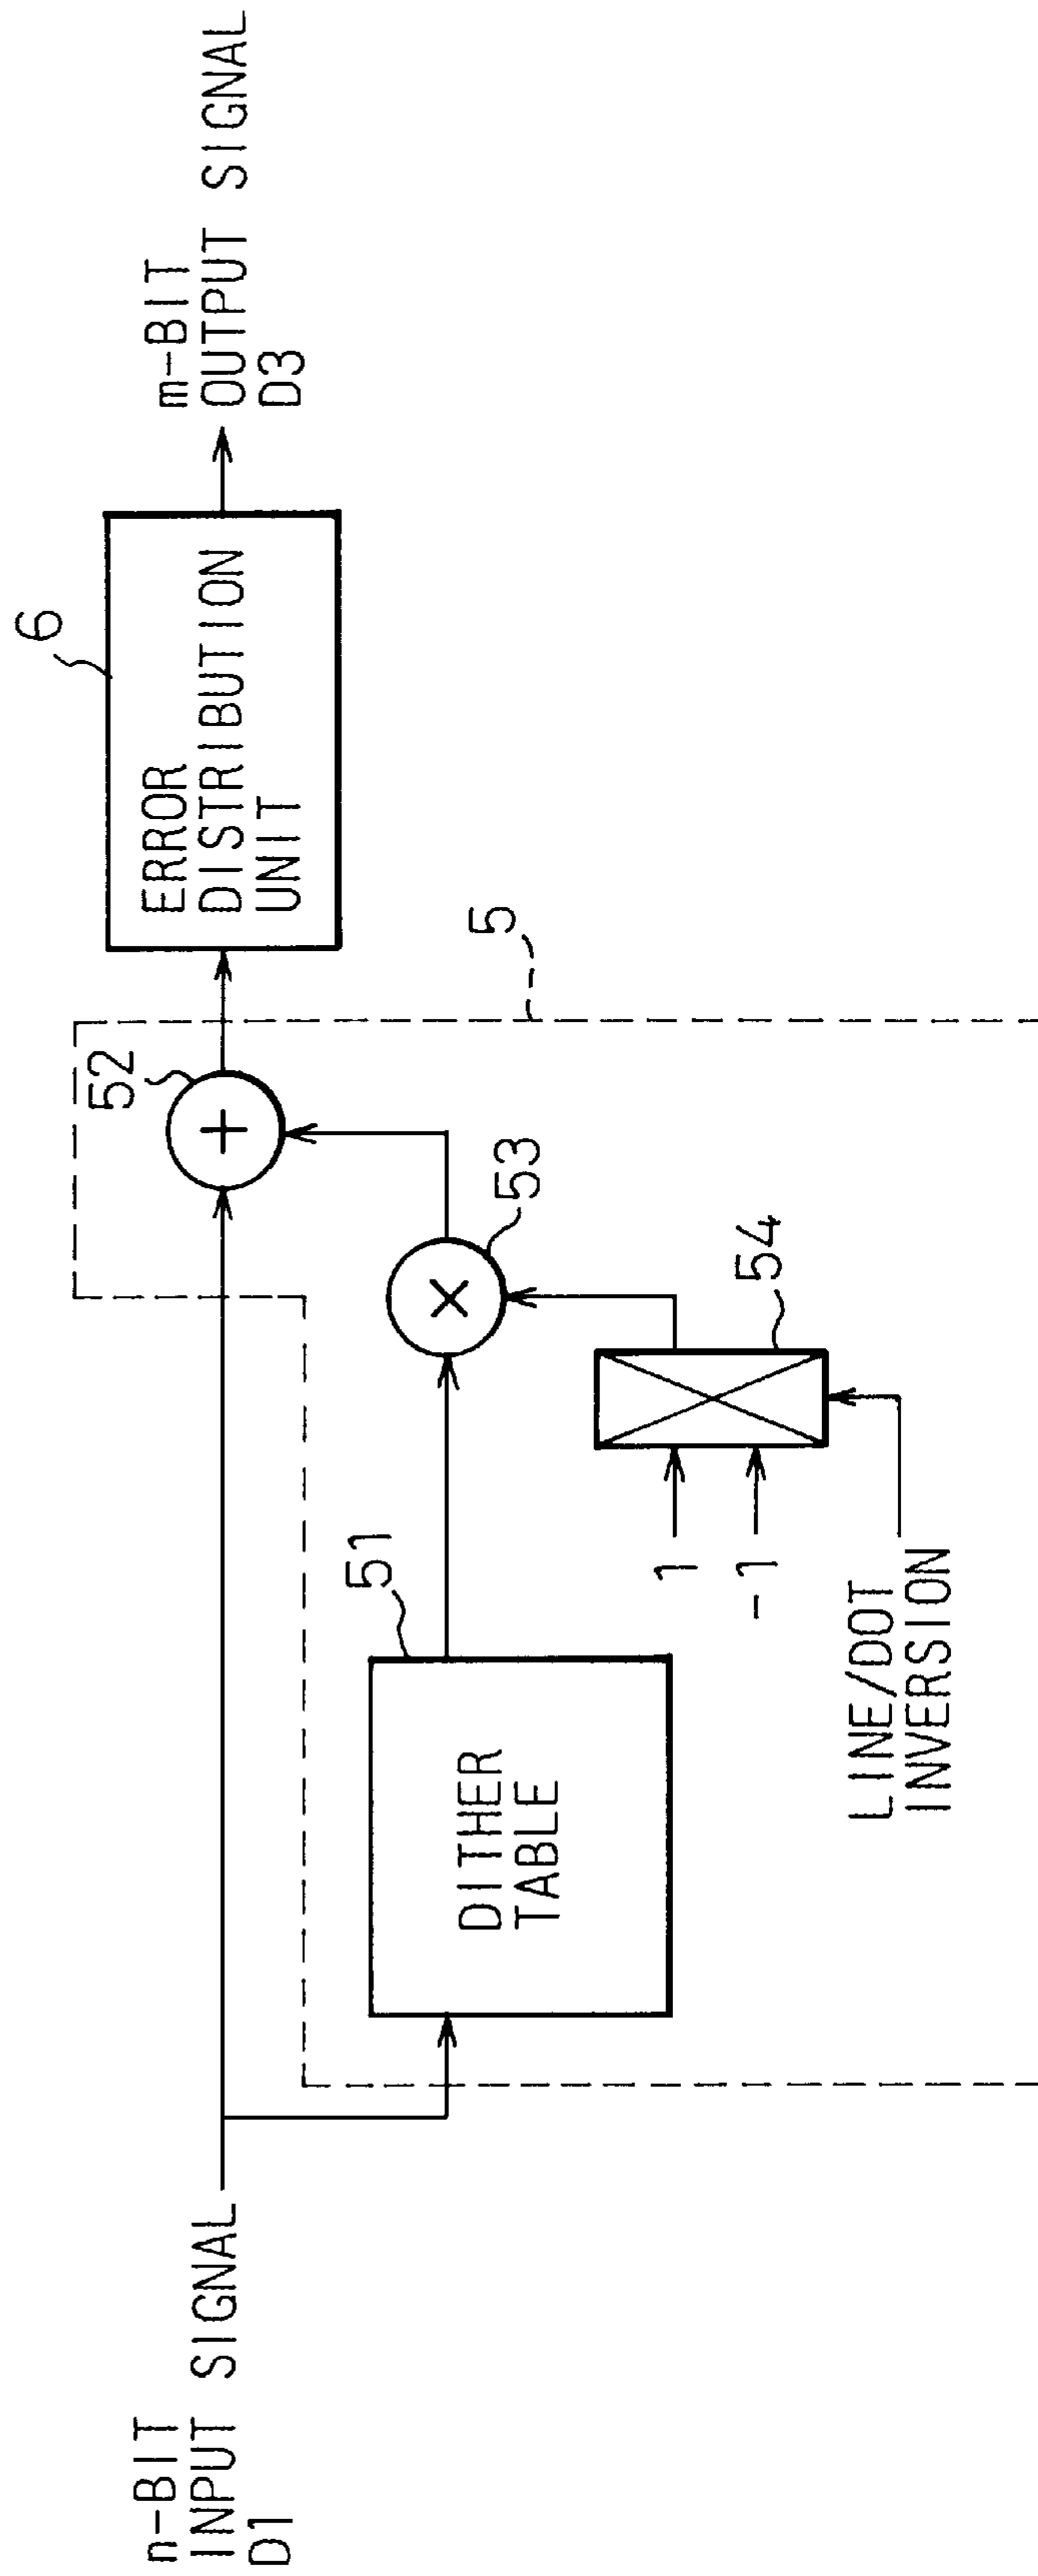 n-BIT
INPUT SIGNAL
D1
DITHER
TABLE
51
LINE/DOT
INVERSION
1
-1
54
53
×
52
+
5
ERROR
DISTRIBUTION
UNIT
6
m-BIT
OUTPUT SIGNAL
D3